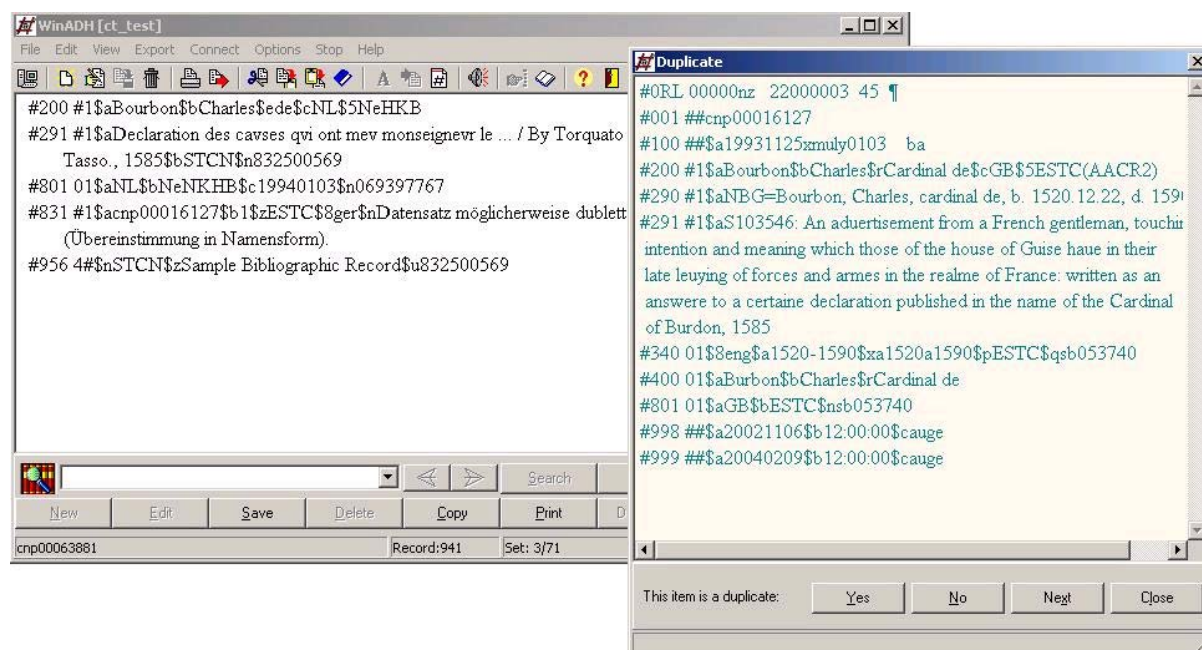 WinADH [ct_test]
File Edit View Export Connect Options Stop Help
#200 #1$aBourbon$bCharles$ede$cNL$5NeHKB
#291 #1$aDeclaration des cavses qvi ont mev monseignevr le ... / By Torquato
Tasso., 1585$bSTCN$n832500569
#801 01$aNL$bNeNKHB$c19940103$n069397767
#831 #1$acnp00016127$b1$zESTC$8ger$nDatensatz möglicherweise dublett
(Übereinstimmung in Namensform).
#956 4#$nSTCN$zSample Bibliographic Record$u832500569
Search
New Edit Save Delete Copy Print D
cnp00063881 Record:941 Set: 3/71
Duplicate
#0RL 00000nz 22000003 45 ¶
#001 ##cnp00016127
#100 ##$a19931125xmuly0103 ba
#200 #1$aBourbon$bCharles$rCardinal de$cGB$5ESTC(AACR2)
#290 #1$aNBG=Bourbon, Charles, cardinal de, b. 1520.12.22, d. 159
#291 #1$aS103546: An aduertisement from a French gentleman, touchin
intention and meaning which those of the house of Guise haue in their
late leuying of forces and armes in the realme of France: written as an
answere to a certaine declaration published in the name of the Cardinal
of Burdon, 1585
#340 01$8eng$a1520-1590$xa1520a1590$pESTC$qsb053740
#400 01$aBurbon$bCharles$rCardinal de
#801 01$aGB$bESTC$nsb053740
#998 ##$a20021106$b12:00:00$cauge
#999 ##$a20040209$b12:00:00$cauge
This item is a duplicate: Yes No Next Close